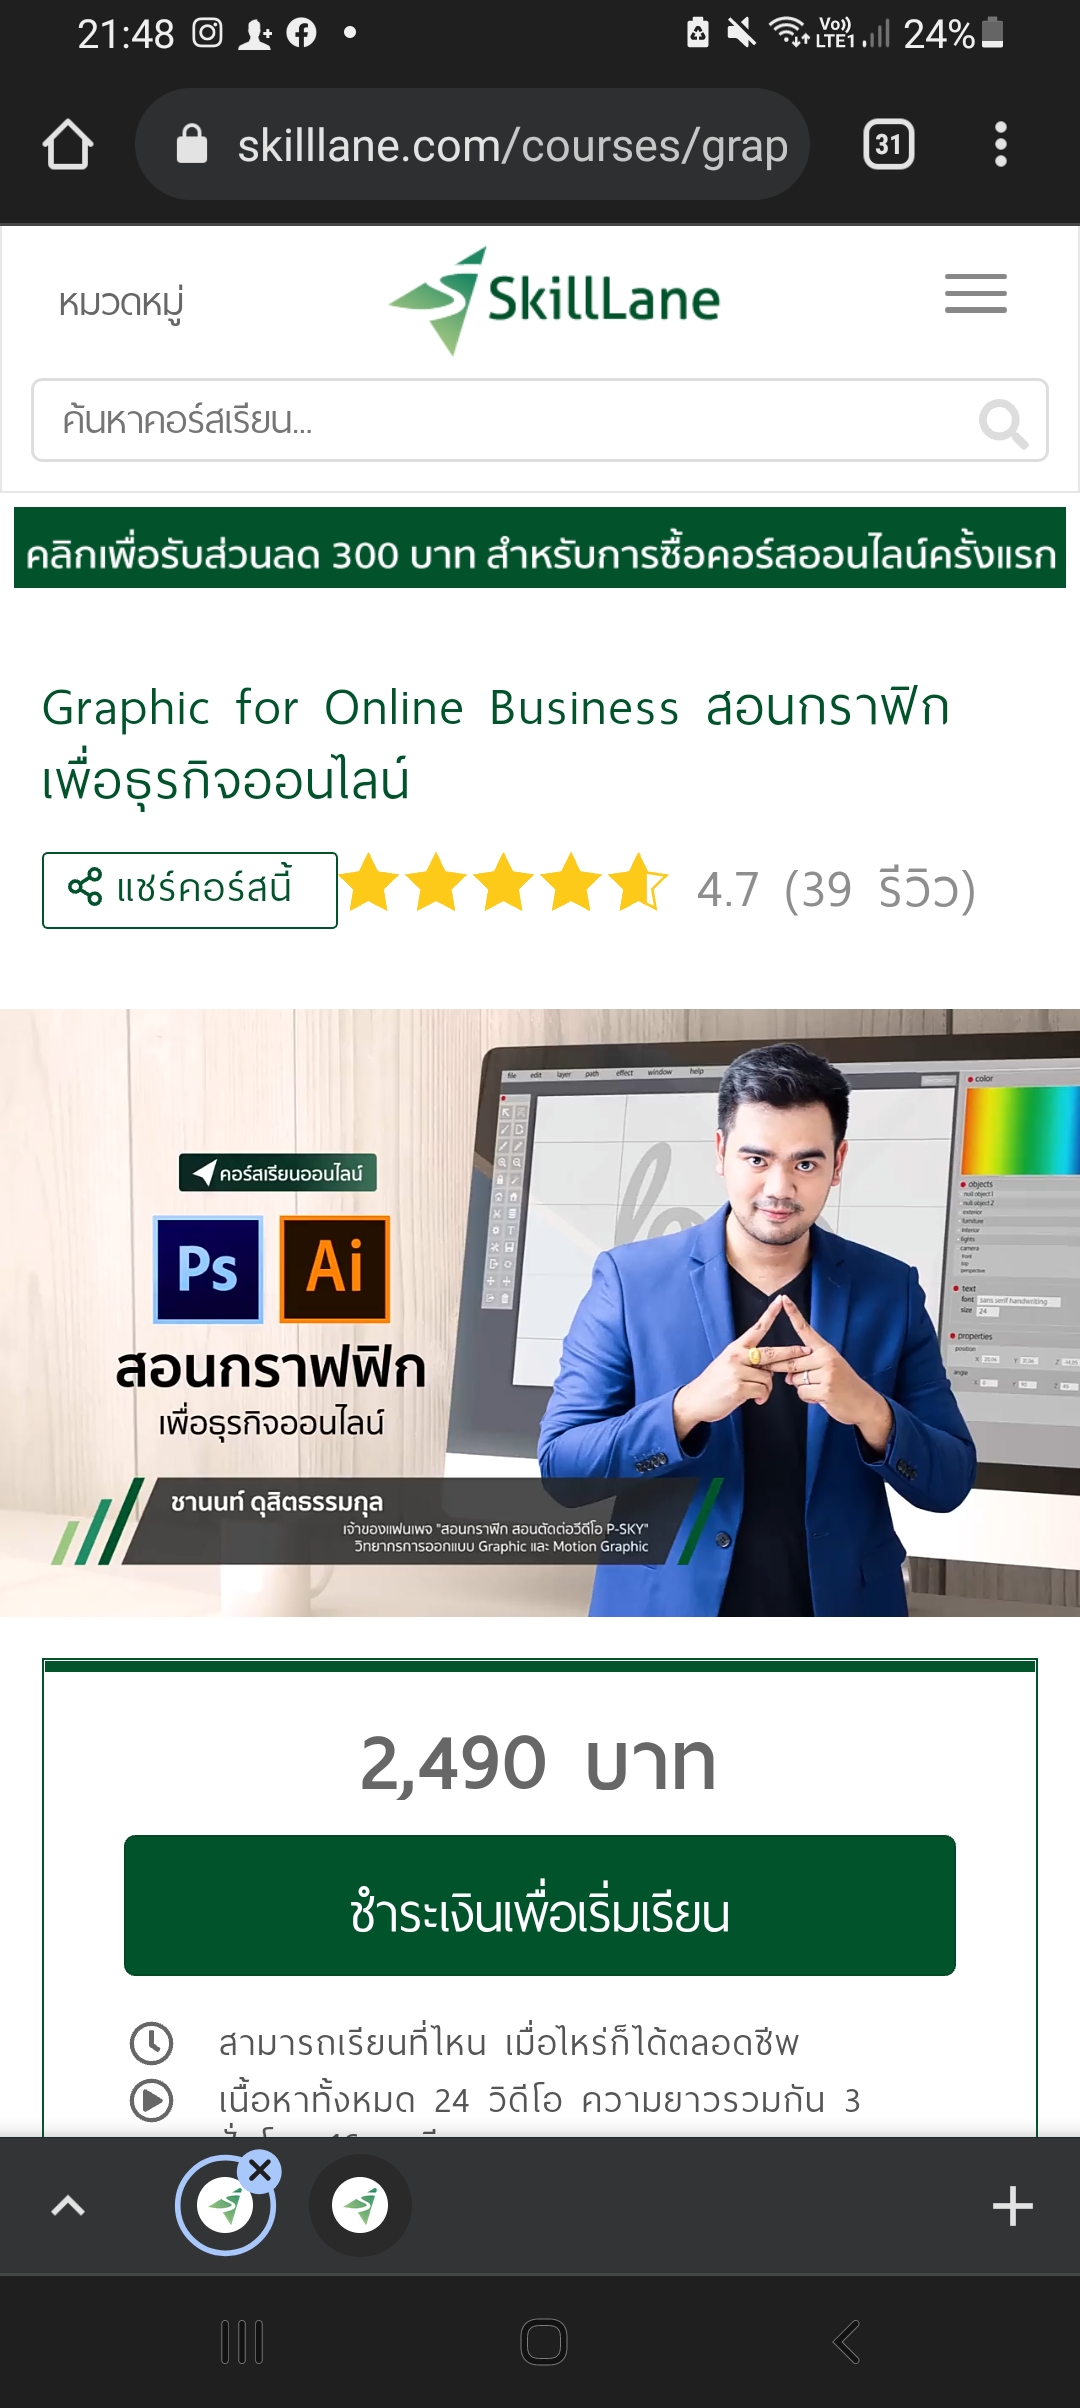 21:48
Vo)) LTE1 24%
skilllane.com/courses/grap
31
หมวดหมู่
SkillLane
ค้นหาคอร์สเรียน...
คลิกเพื่อรับส่วนลด 300 บาท สำหรับการซื้อคอร์สออนไลน์ครั้งแรก
Graphic for Online Business สอนกราฟิก
เพื่อธุรกิจออนไลน์
แชร์คอร์สนี้
4.7 (39 รีวิว)
file edit layer path effect window help
color
คอร์สเรียนออนไลน์
Ps Ai
objects
null object 1
null object 2
exterior
furniture
interior
lights
camera
text
font sans serif handwriting
size 24
properties
position
angle
สอนกราฟฟิก
เพื่อธุรกิจออนไลน์
ชานนท์ ดุสิตธรรมกุล
เจ้าของแฟนเพจ "สอนกราฟิก สอนตัดต่อวีดีโอ P-SKY"
วิทยากรการออกแบบ Graphic และ Motion Graphic
2,490 บาท
ชำระเงินเพื่อเริ่มเรียน
สามารถเรียนที่ไหน เมื่อไหร่ก็ได้ตลอดชีพ
เนื้อหาทั้งหมด 24 วิดีโอ ความยาวรวมกัน 3